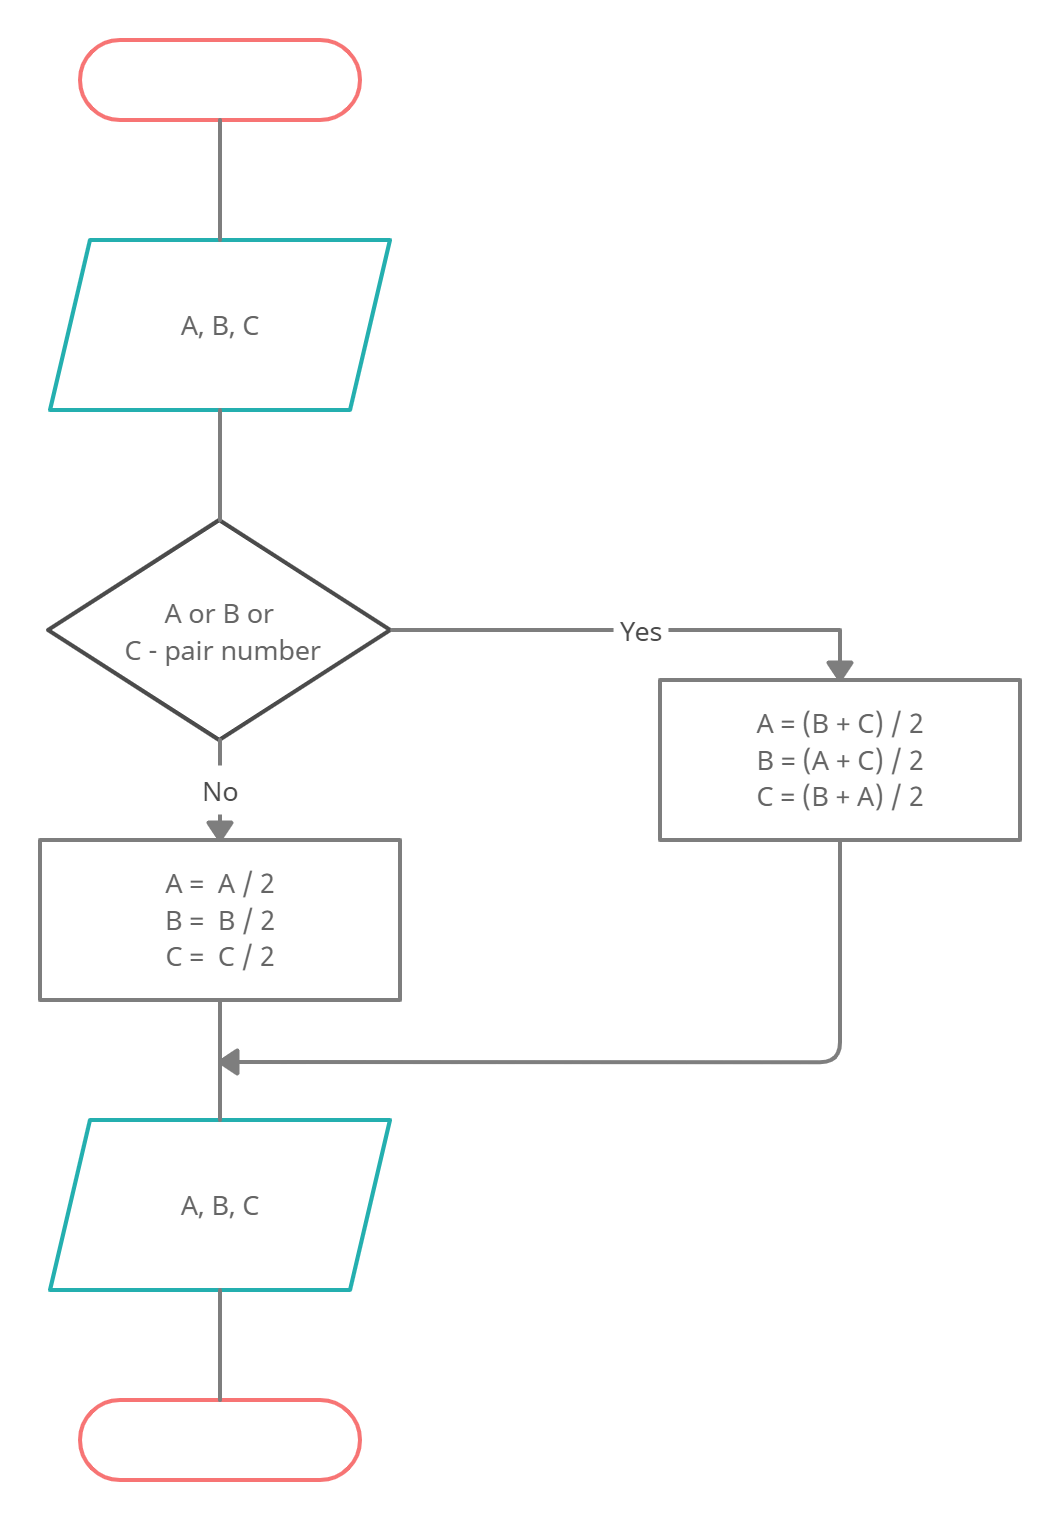 A, B, C
A or B or
C - pair number
Yes
No
A = (B + C) / 2
B = (A + C) / 2
C = (B + A) / 2
A = A / 2
B = B / 2
C = C / 2
A, B, C